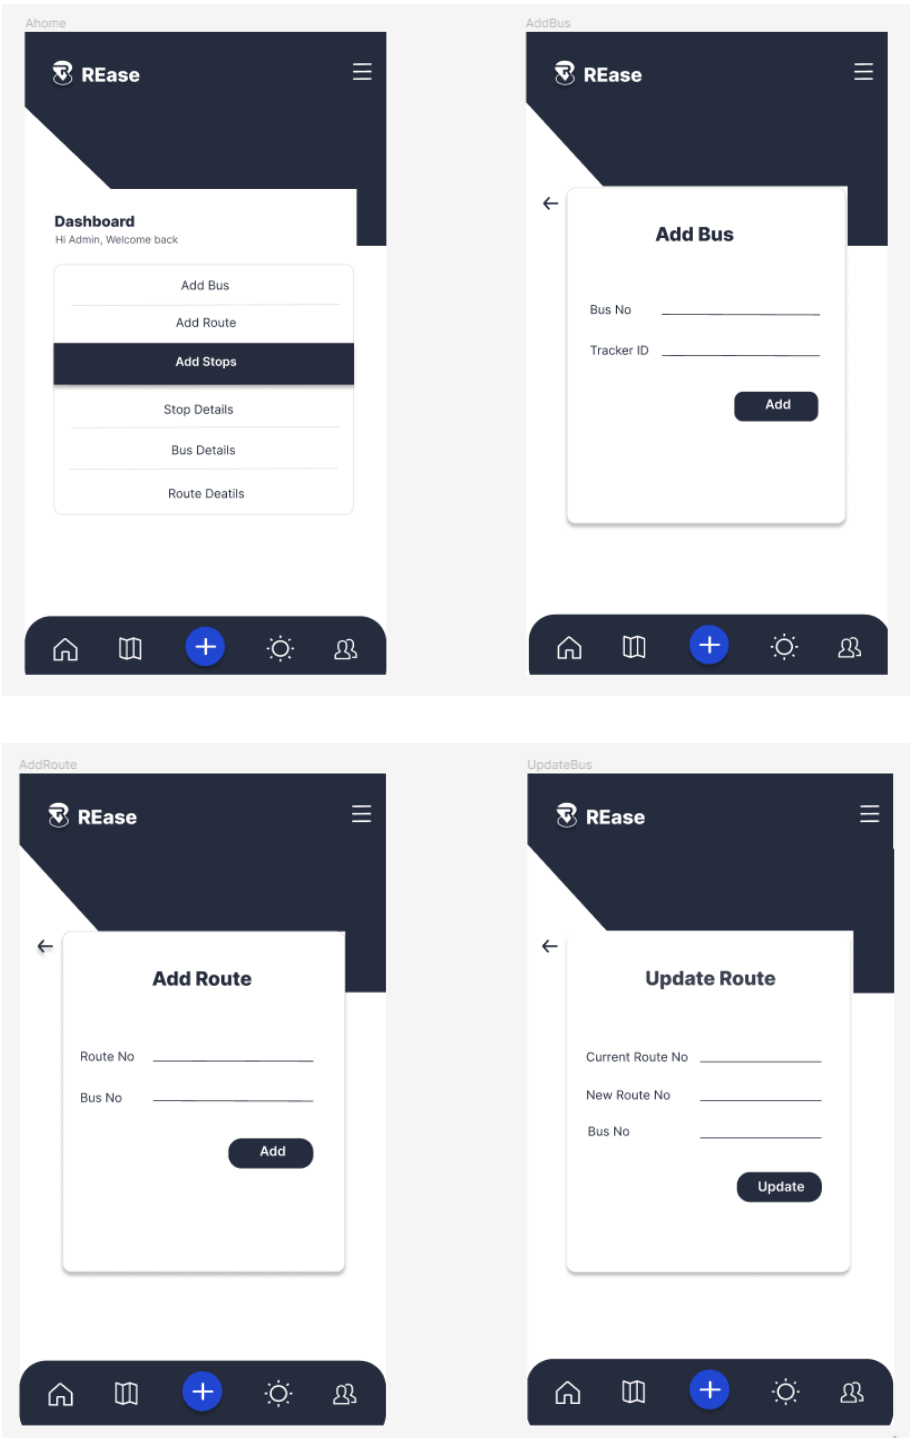 Ahome
REase
Dashboard
Hi Admin, Welcome back
Add Bus
Add Route
Add Stops
Stop Details
Bus Details
Route Deatils
AddBus
REase
Add Bus
Bus No
Tracker ID
Add
AddRoute
REase
Add Route
Route No
Bus No
Add
UpdateBus
REase
Update Route
Current Route No
New Route No
Bus No
Update